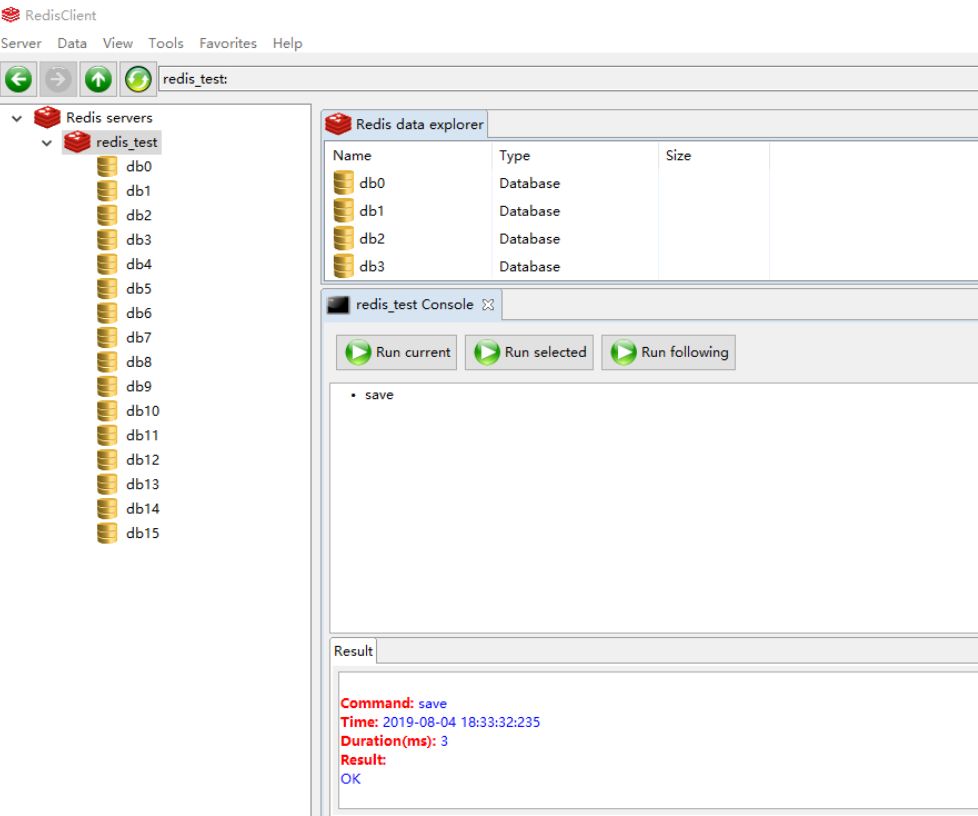 RedisClient
Server Data View Tools Favorites Help
redis_test:
Redis servers
redis_test
db0
db1
db2
db3
db4
db5
db6
db7
db8
db9
db10
db11
db12
db13
db14
db15
Redis data explorer
Name Type Size
db0 Database
db1 Database
db2 Database
db3 Database
redis_test Console
Run current Run selected Run following
• save
Result
Command: save
Time: 2019-08-04 18:33:32:235
Duration(ms): 3
Result:
OK